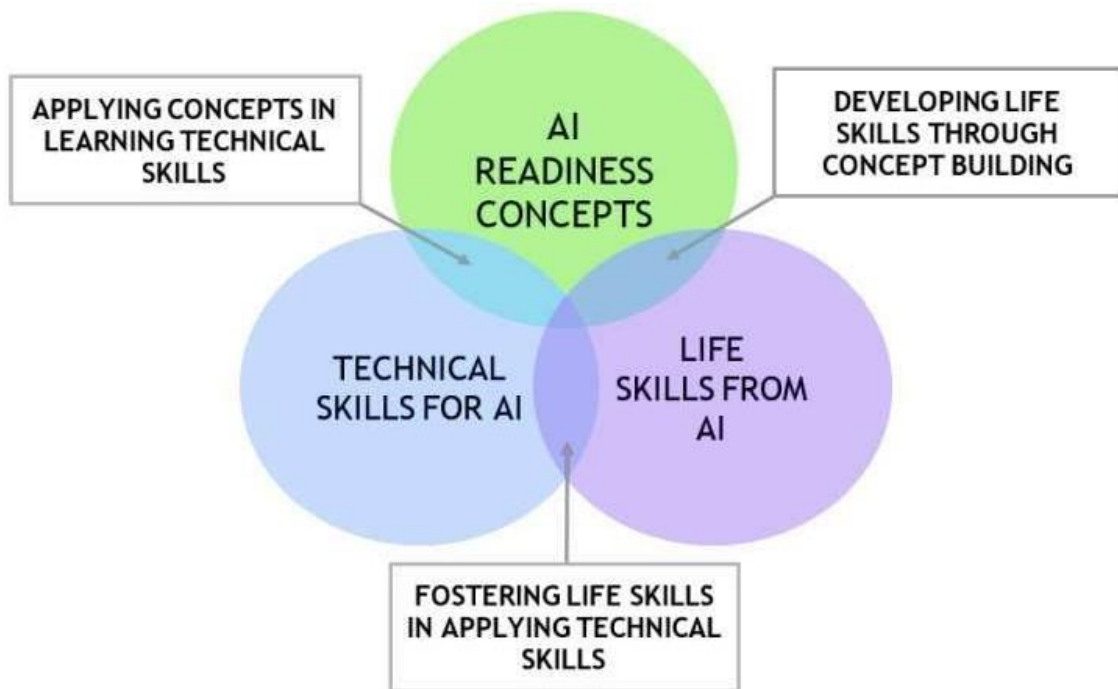 APPLYING CONCEPTS IN
LEARNING TECHNICAL
SKILLS
AI
READINESS
CONCEPTS
DEVELOPING LIFE
SKILLS THROUGH
CONCEPT BUILDING
TECHNICAL
SKILLS FOR AI
LIFE
SKILLS FROM
AI
FOSTERING LIFE SKILLS
IN APPLYING TECHNICAL
SKILLS